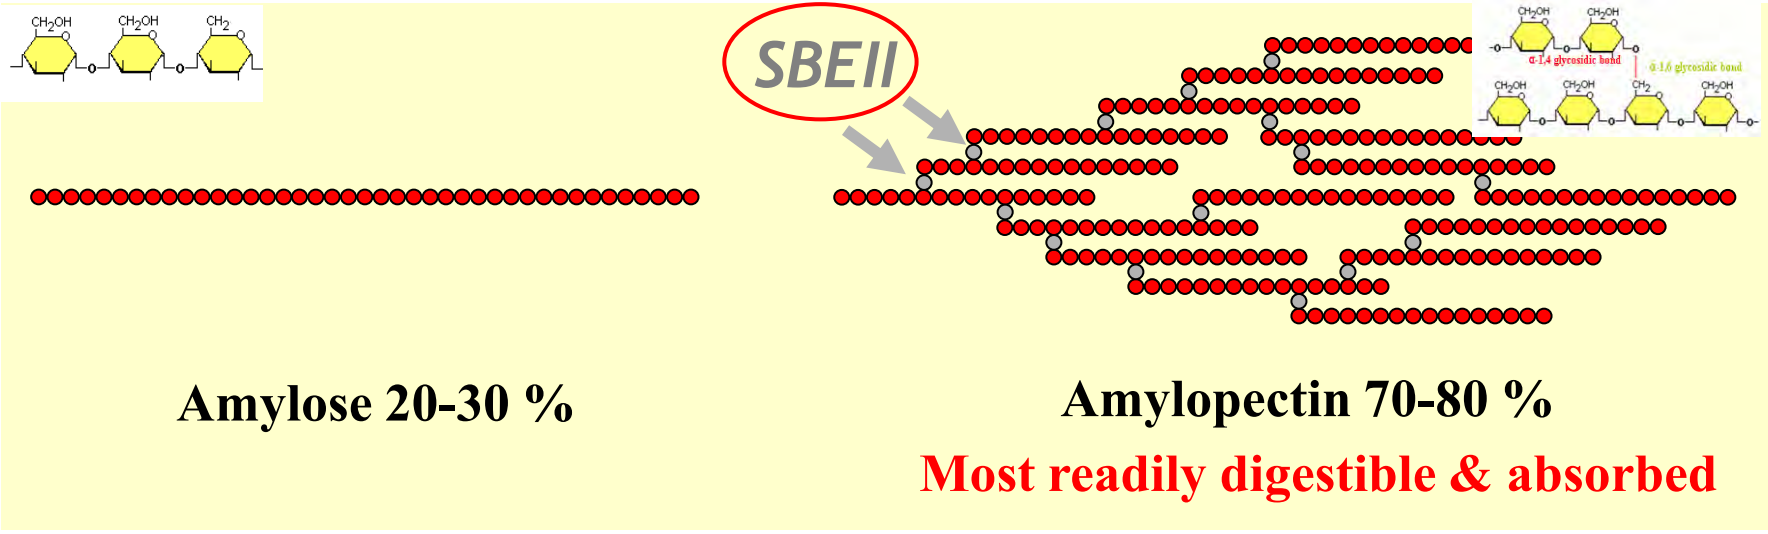 CH₂OH CH₂OH CH₂
O O O
O O
SBEII
CH₂OH CH₂OH
O O
-O O O
α-1,4 glycosidic bond
α-1,6 glycosidic bond
CH₂OH CH₂OH CH₂ CH₂OH
O O O O
O O O O-
Amylose 20-30 %
Amylopectin 70-80 %
Most readily digestible & absorbed